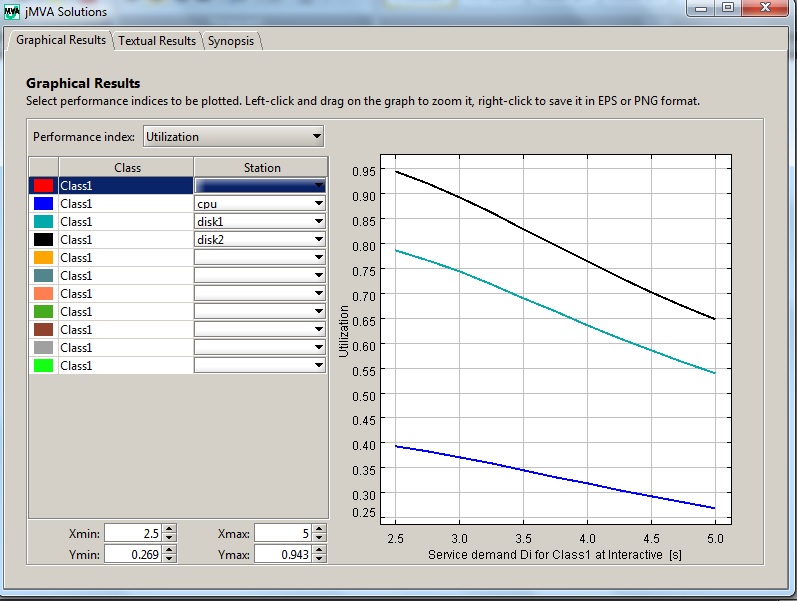 jMVA Solutions
Graphical Results Textual Results Synopsis
Graphical Results
Select performance indices to be plotted. Left-click and drag on the graph to zoom it, right-click to save it in EPS or PNG format.
Performance index: Utilization
Class Station
Class1
Class1 cpu
Class1 disk1
Class1 disk2
Class1
Class1
Class1
Class1
Class1
Class1
Class1
Xmin: 2.5 Xmax: 5
Ymin: 0.269 Ymax: 0.943
0.95
0.90
0.85
0.80
0.75
0.70
0.65
0.60
0.55
0.50
0.45
0.40
0.35
0.30
0.25
Utilization
2.5 3.0 3.5 4.0 4.5 5.0
Service demand Di for Class1 at Interactive [s]